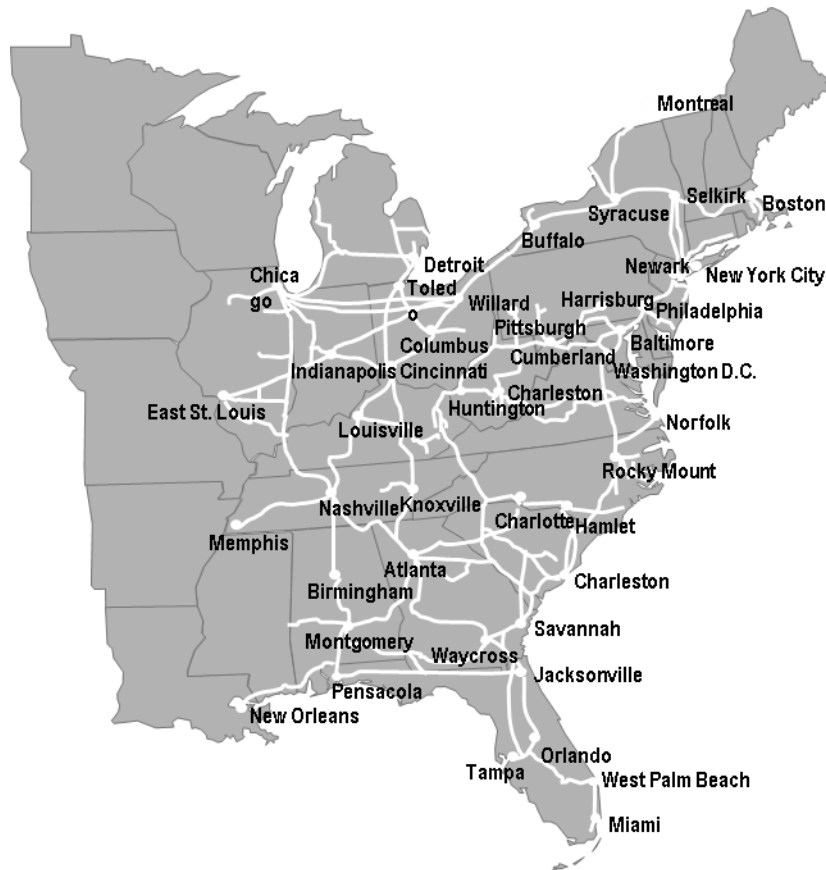 Montreal
Selkirk
Boston
Syracuse
Buffalo
Detroit
Newark
New York City
Chica
go
Toled
o
Willard
Harrisburg
Philadelphia
Pittsburgh
Columbus
Baltimore
Cumberland
Indianapolis
Cincinnati
Washington D.C.
Charleston
East St. Louis
Huntington
Norfolk
Louisville
Rocky Mount
Nashville
Knoxville
Charlotte
Hamlet
Memphis
Atlanta
Charleston
Birmingham
Savannah
Montgomery
Waycross
Jacksonville
Pensacola
New Orleans
Orlando
Tampa
West Palm Beach
Miami